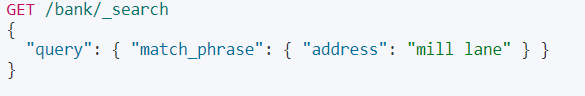 GET /bank/_search
{
  "query": { "match_phrase": { "address": "mill lane" } }
}